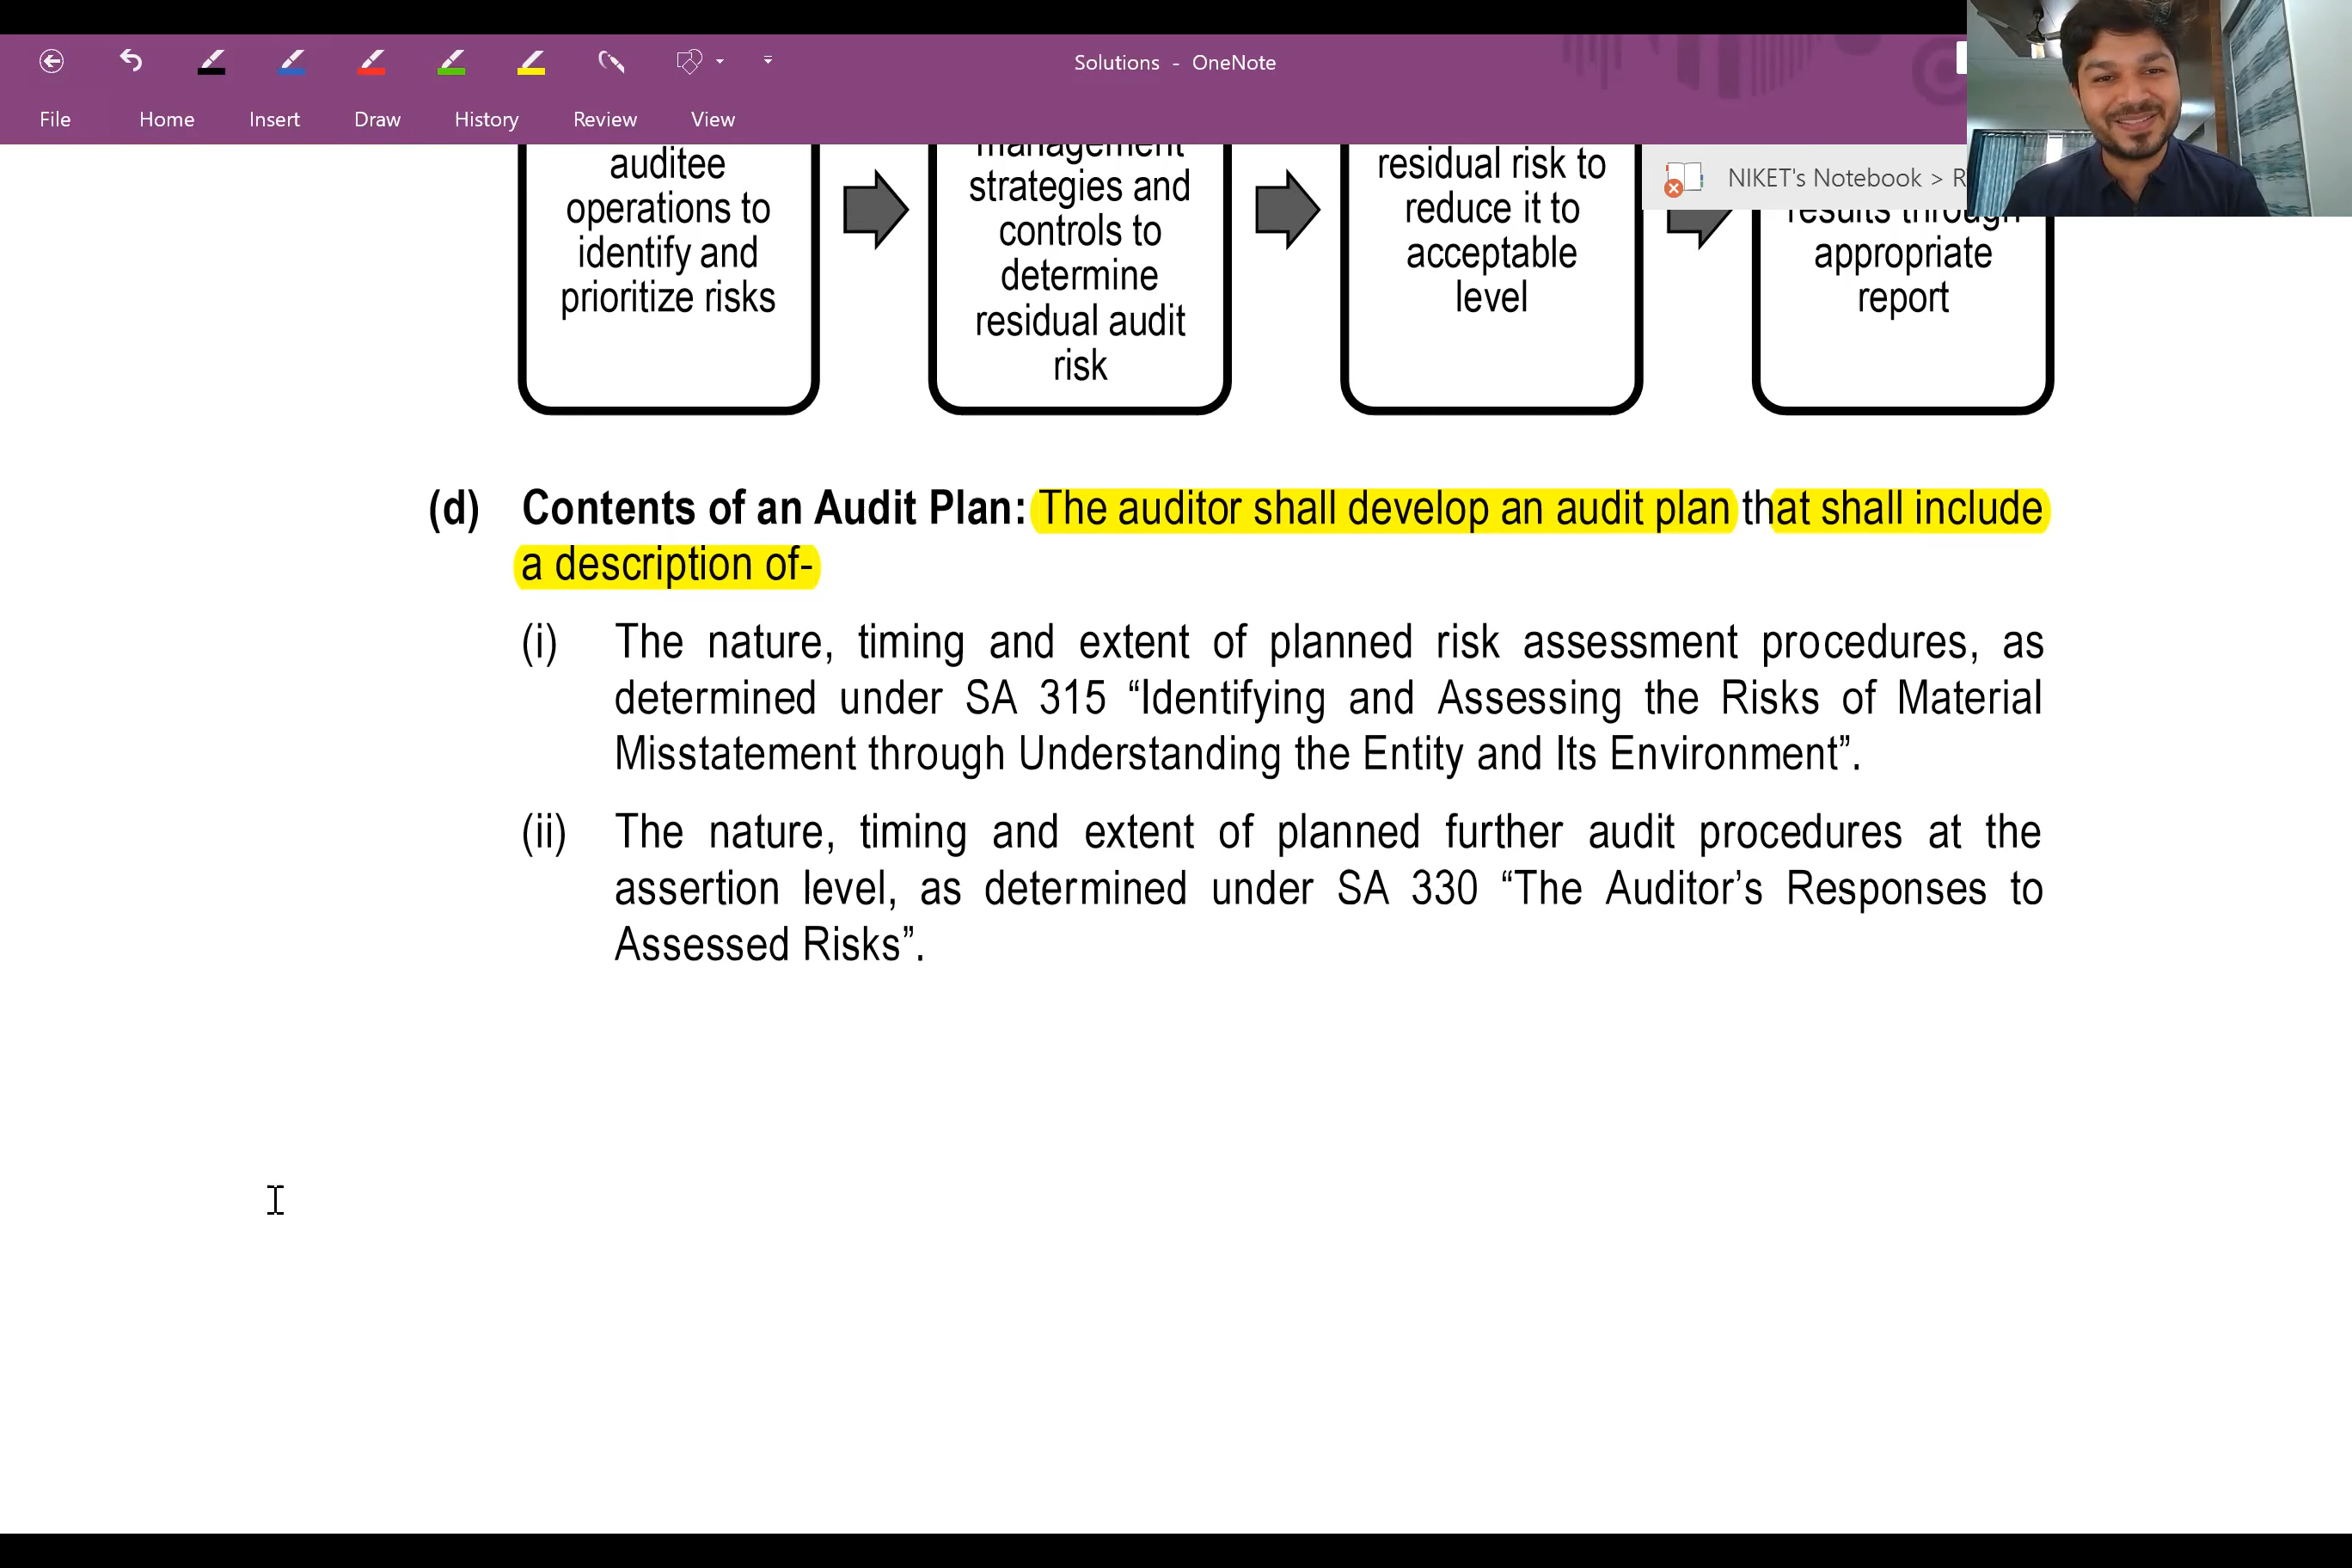 Solutions - OneNote
File Home Insert Draw History Review View
NIKET's Notebook > R
auditee
operations to
identify and
prioritize risks
management
strategies and
controls to
determine
residual audit
risk
residual risk to
reduce it to
acceptable
level
results through
appropriate
report
(d) Contents of an Audit Plan: The auditor shall develop an audit plan that shall include
a description of-
(i) The nature, timing and extent of planned risk assessment procedures, as
determined under SA 315 “Identifying and Assessing the Risks of Material
Misstatement through Understanding the Entity and Its Environment”.
(ii) The nature, timing and extent of planned further audit procedures at the
assertion level, as determined under SA 330 “The Auditor’s Responses to
Assessed Risks”.